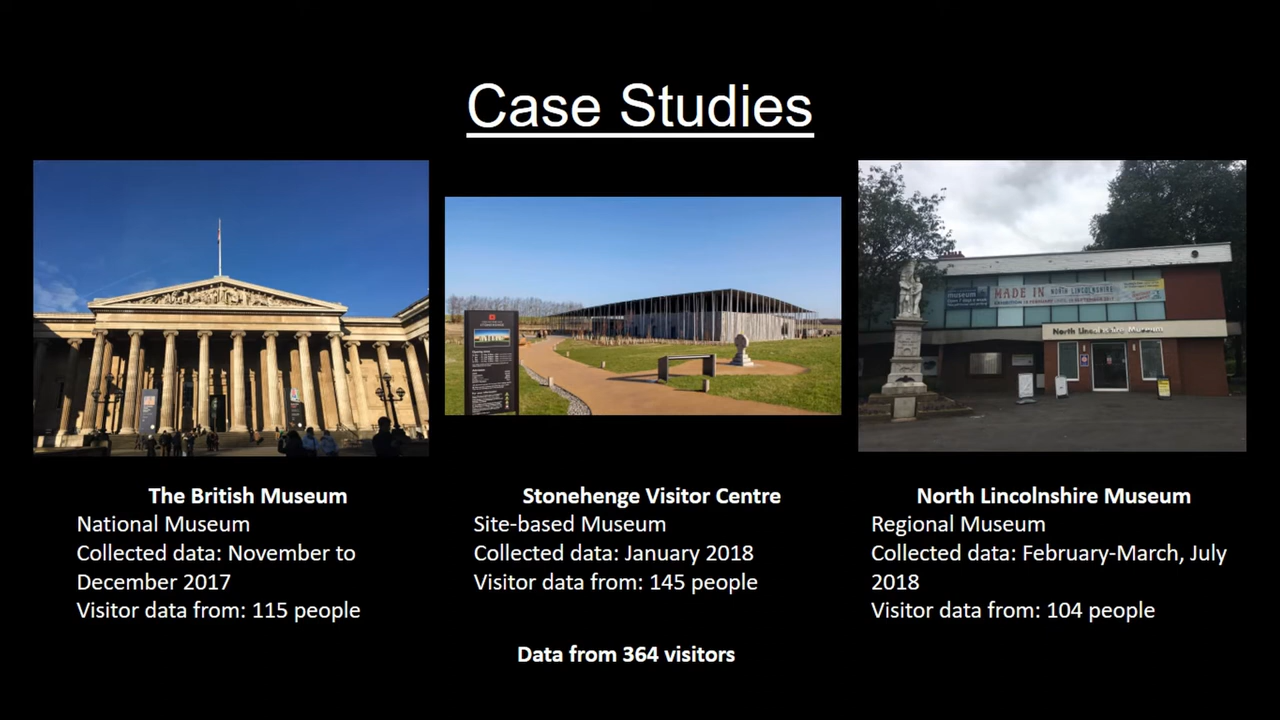 Case Studies
museum
MADE IN NORTH LINCOLNSHIRE
North Lincolnshire Museum
The British Museum
National Museum
Collected data: November to
December 2017
Visitor data from: 115 people
Stonehenge Visitor Centre
Site-based Museum
Collected data: January 2018
Visitor data from: 145 people
North Lincolnshire Museum
Regional Museum
Collected data: February-March, July
2018
Visitor data from: 104 people
Data from 364 visitors